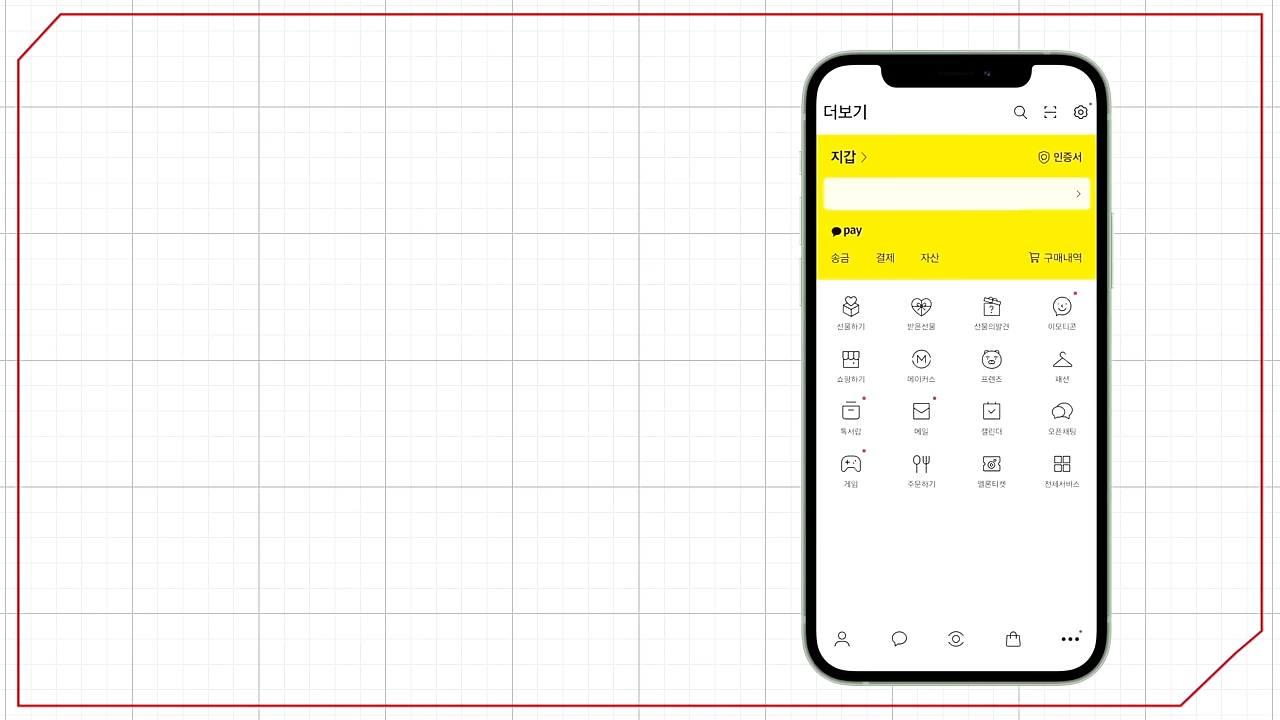 더보기
지갑 인증서
pay
송금 결제 자산 구매내역
선물하기 받은선물 선물의발견 이모티콘
쇼핑하기 메이커스 프렌즈 패션
톡서랍 메일 캘린더 오픈채팅
게임 주문하기 멜론티켓 전체서비스